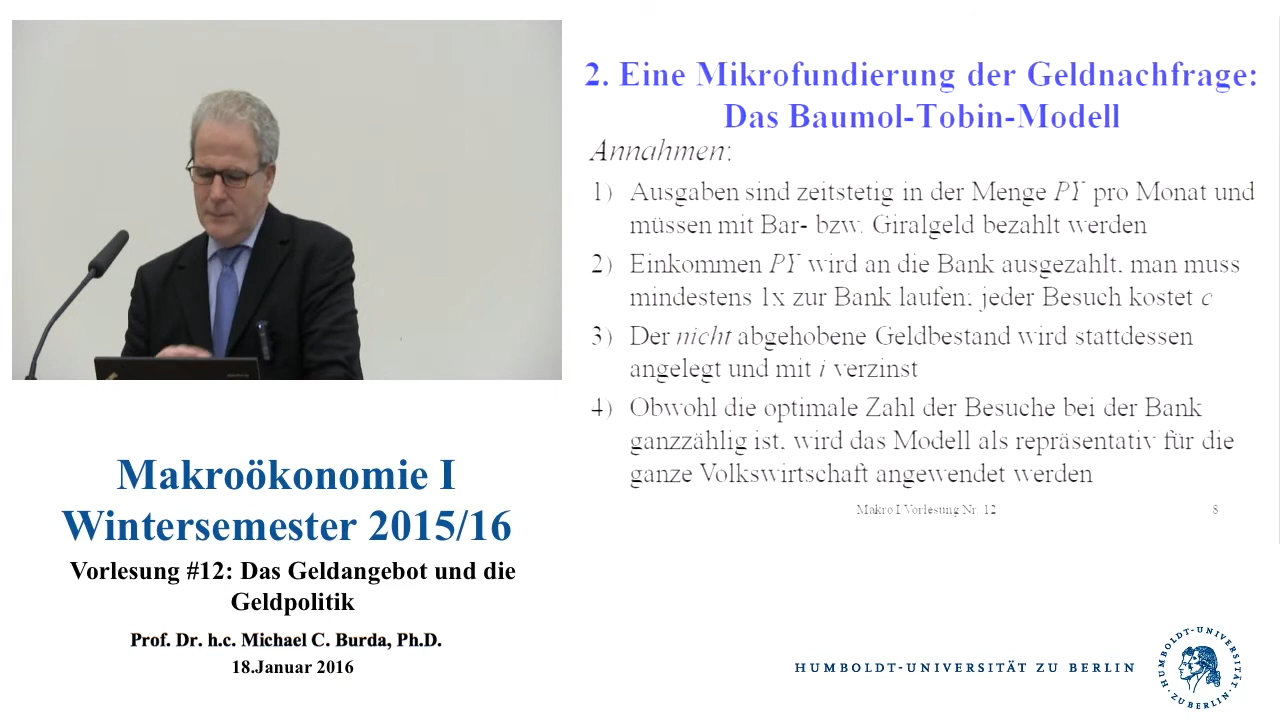 2. Eine Mikrofundierung der Geldnachfrage:
Das Baumol-Tobin-Modell
Annahmen:
1) Ausgaben sind zeitstetig in der Menge PY pro Monat und
müssen mit Bar- bzw. Giralgeld bezahlt werden
2) Einkommen PY wird an die Bank ausgezahlt, man muss
mindestens 1x zur Bank laufen; jeder Besuch kostet c
3) Der nicht abgehobene Geldbestand wird stattdessen
angelegt und mit i verzinst
4) Obwohl die optimale Zahl der Besuche bei der Bank
ganzzählig ist, wird das Modell als repräsentativ für die
ganze Volkswirtschaft angewendet werden
Makro I Vorlesung Nr. 12
8
Makroökonomie I
Wintersemester 2015/16
Vorlesung #12: Das Geldangebot und die
Geldpolitik
Prof. Dr. h.c. Michael C. Burda, Ph.D.
18.Januar 2016
HUMBOLDT-UNIVERSITÄT ZU BERLIN
HUMBOLDT-UNIVERSITÄT ZU BERLIN